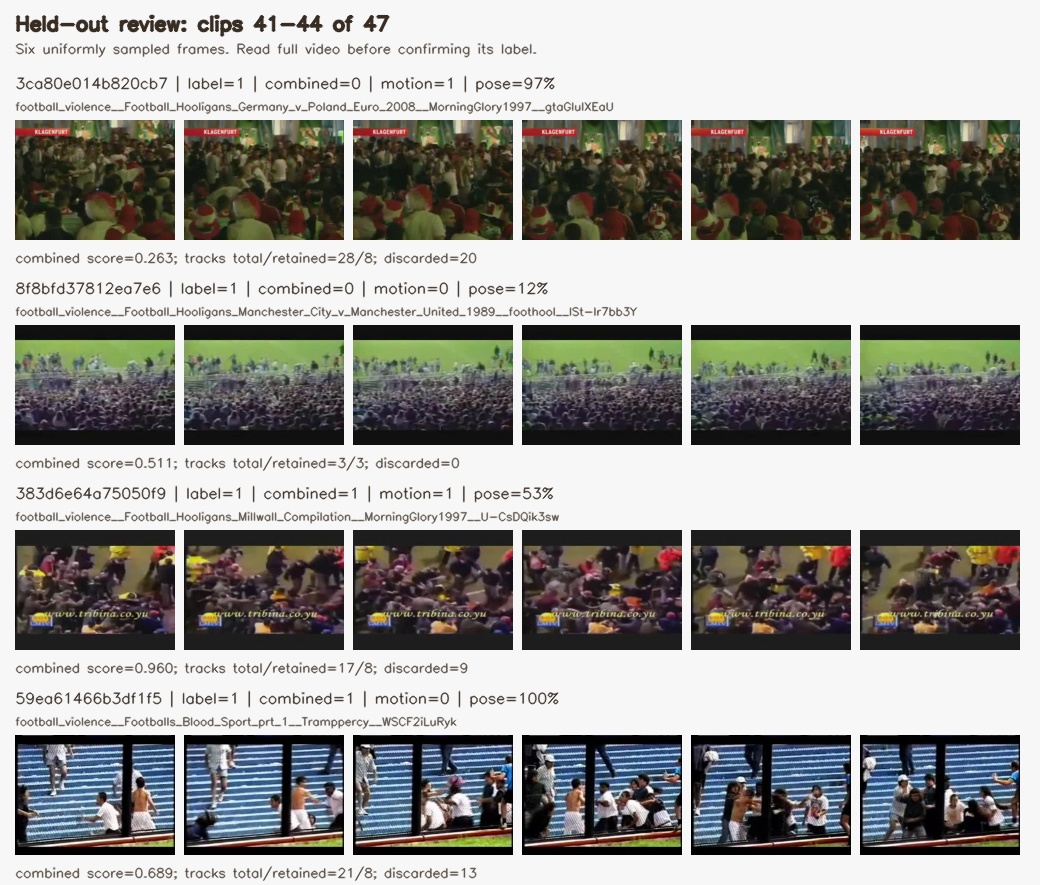 Held-out review: clips 41-44 of 47
Six uniformly sampled frames. Read full video before confirming its label.
3ca80e014b820cb7 | label=1 | combined=0 | motion=1 | pose=97%
football_violence__Football_Hooligans_Germany_v_Poland_Euro_2008__MorningGlory1997__gtaGluIXEaU
KLAGENFURT KLAGENFURT KLAGENFURT KLAGENFURT KLAGENFURT KLAGENFURT
combined score=0.263; tracks total/retained=28/8; discarded=20
8f8bfd37812ea7e6 | label=1 | combined=0 | motion=0 | pose=12%
football_violence__Football_Hooligans_Manchester_City_v_Manchester_United_1989__foothool__lSt-Ir7bb3Y
combined score=0.511; tracks total/retained=3/3; discarded=0
383d6e64a75050f9 | label=1 | combined=1 | motion=1 | pose=53%
football_violence__Football_Hooligans_Millwall_Compilation__MorningGlory1997__U-CsDQik3sw
www.tribina.co.yu www.tribina.co.yu www.tribina.co.yu www.tribina.co.yu www.tribina.co.yu www.tribina.co.yu
combined score=0.960; tracks total/retained=17/8; discarded=9
59ea61466b3df1f5 | label=1 | combined=1 | motion=0 | pose=100%
football_violence__Footballs_Blood_Sport_prt_1__Tramppercy__WSCF2iLuRyk
combined score=0.689; tracks total/retained=21/8; discarded=13